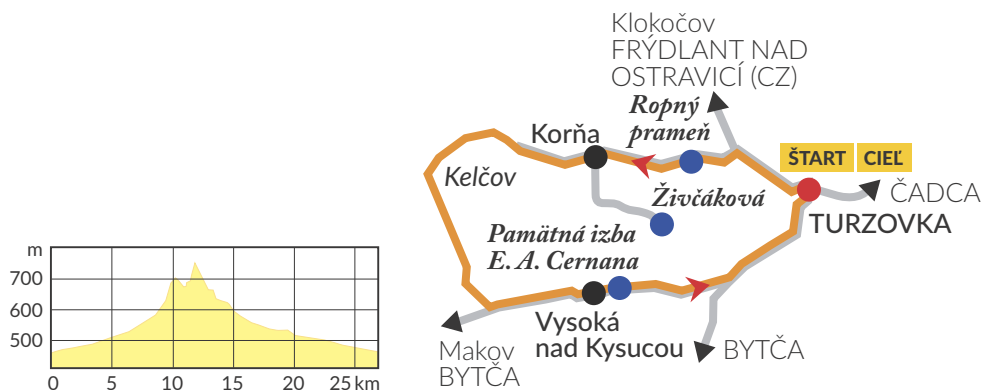 Klokočov
FRÝDLANT NAD
OSTRAVICÍ (CZ)
Ropný
prameň
Korňa
ŠTART CIEĽ
Kelčov
Živčáková
ČADCA
TURZOVKA
Pamätná izba
E. A. Cernana
Vysoká
nad Kysucou
Makov
BYTČA
BYTČA
m
700
600
500
0 5 10 15 20 25 km